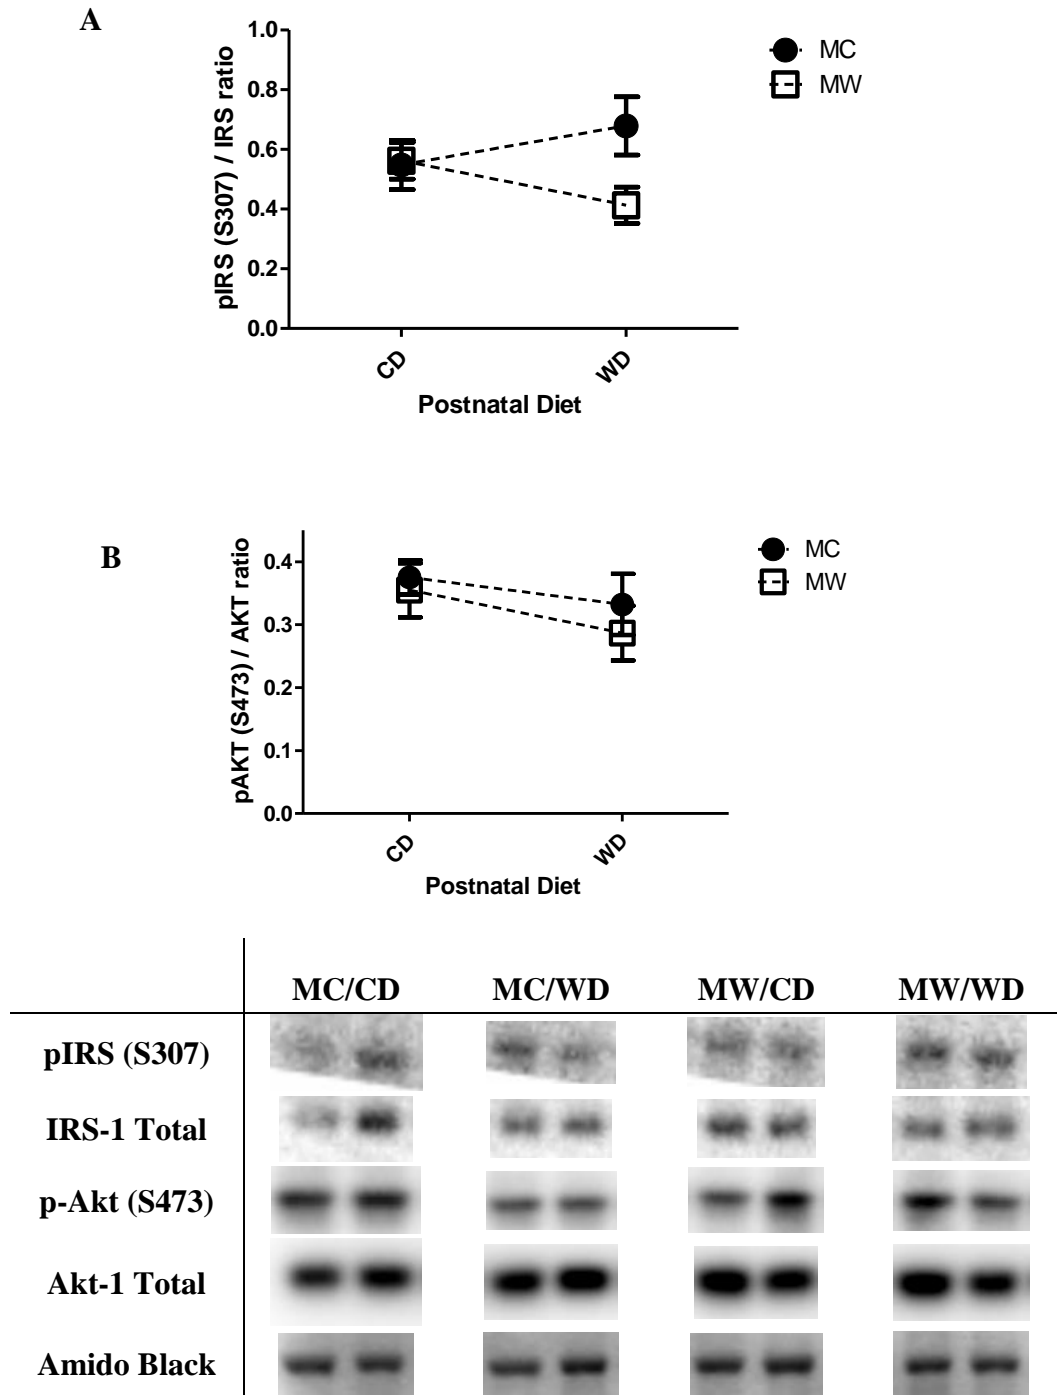 A
1.0
0.8
0.6
0.4
0.2
0.0
pIRS (S307) / IRS ratio
CD
WD
Postnatal Diet
MC
MW
B
0.4
0.3
0.2
0.1
0.0
pAKT (S473) / AKT ratio
CD
WD
Postnatal Diet
MC
MW
MC/CD MC/WD MW/CD MW/WD
pIRS (S307)
IRS-1 Total
p-Akt (S473)
Akt-1 Total
Amido Black